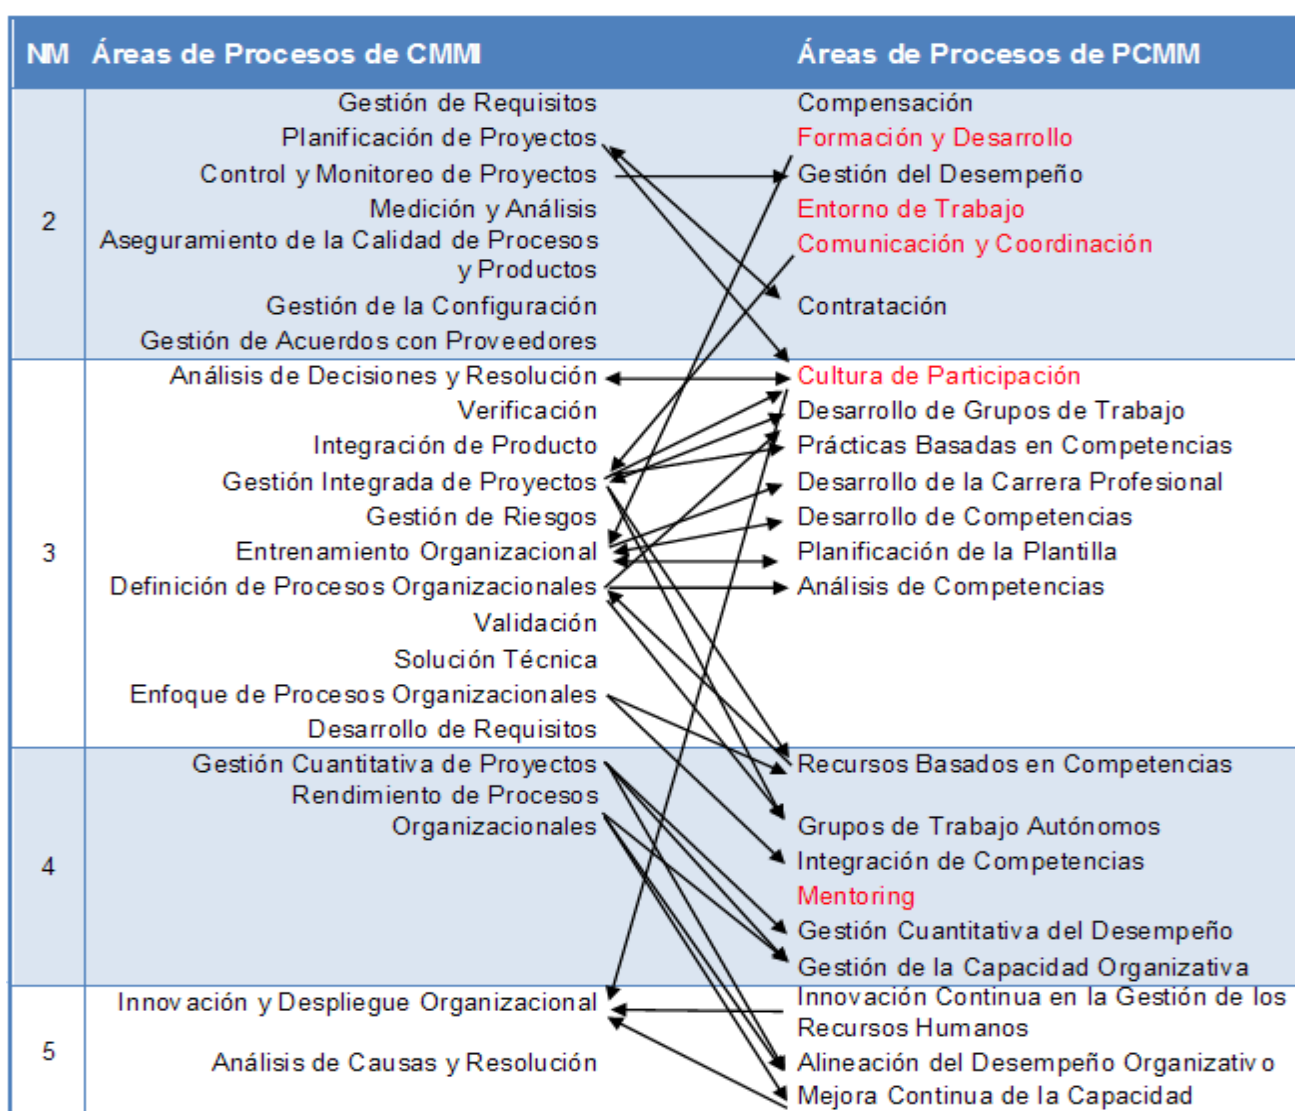 NM Áreas de Procesos de CMMI Áreas de Procesos de PCMM
2
Gestión de Requisitos Compensación
Planificación de Proyectos Formación y Desarrollo
Control y Monitoreo de Proyectos Gestión del Desempeño
Medición y Análisis Entorno de Trabajo
Aseguramiento de la Calidad de Procesos Comunicación y Coordinación
y Productos
Gestión de la Configuración Contratación
Gestión de Acuerdos con Proveedores
3
Análisis de Decisiones y Resolución Cultura de Participación
Verificación Desarrollo de Grupos de Trabajo
Integración de Producto Prácticas Basadas en Competencias
Gestión Integrada de Proyectos Desarrollo de la Carrera Profesional
Gestión de Riesgos Desarrollo de Competencias
Entrenamiento Organizacional Planificación de la Plantilla
Definición de Procesos Organizacionales Análisis de Competencias
Validación
Solución Técnica
Enfoque de Procesos Organizacionales
Desarrollo de Requisitos
4
Gestión Cuantitativa de Proyectos Recursos Basados en Competencias
Rendimiento de Procesos
Organizacionales Grupos de Trabajo Autónomos
Integración de Competencias
Mentoring
Gestión Cuantitativa del Desempeño
Gestión de la Capacidad Organizativa
5
Innovación y Despliegue Organizacional Innovación Continua en la Gestión de los
Recursos Humanos
Análisis de Causas y Resolución Alineación del Desempeño Organizativo
Mejora Continua de la Capacidad